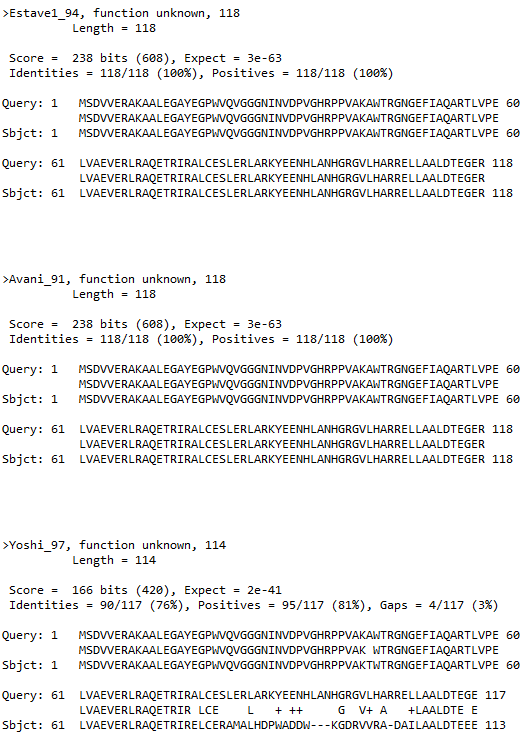 >Estave1_94, function unknown, 118
Length = 118
Score = 238 bits (608), Expect = 3e-63
Identities = 118/118 (100%), Positives = 118/118 (100%)
Query: 1 MSDVVERAKAALEGAYEGPWVQVGGGNINVDPVGHRPPVAKAWTRGNGEFIAQARTLVPE 60
MSDVVERAKAALEGAYEGPWVQVGGGNINVDPVGHRPPVAKAWTRGNGEFIAQARTLVPE
Sbjct: 1 MSDVVERAKAALEGAYEGPWVQVGGGNINVDPVGHRPPVAKAWTRGNGEFIAQARTLVPE 60
Query: 61 LVAEVERLRAQETRIRALCESLERLARKYEENHLANHGRGVLHARRELLAALDTEGER 118
LVAEVERLRAQETRIRALCESLERLARKYEENHLANHGRGVLHARRELLAALDTEGER
Sbjct: 61 LVAEVERLRAQETRIRALCESLERLARKYEENHLANHGRGVLHARRELLAALDTEGER 118
>Avani_91, function unknown, 118
Length = 118
Score = 238 bits (608), Expect = 3e-63
Identities = 118/118 (100%), Positives = 118/118 (100%)
Query: 1 MSDVVERAKAALEGAYEGPWVQVGGGNINVDPVGHRPPVAKAWTRGNGEFIAQARTLVPE 60
MSDVVERAKAALEGAYEGPWVQVGGGNINVDPVGHRPPVAKAWTRGNGEFIAQARTLVPE
Sbjct: 1 MSDVVERAKAALEGAYEGPWVQVGGGNINVDPVGHRPPVAKAWTRGNGEFIAQARTLVPE 60
Query: 61 LVAEVERLRAQETRIRALCESLERLARKYEENHLANHGRGVLHARRELLAALDTEGER 118
LVAEVERLRAQETRIRALCESLERLARKYEENHLANHGRGVLHARRELLAALDTEGER
Sbjct: 61 LVAEVERLRAQETRIRALCESLERLARKYEENHLANHGRGVLHARRELLAALDTEGER 118
>Yoshi_97, function unknown, 114
Length = 114
Score = 166 bits (420), Expect = 2e-41
Identities = 90/117 (76%), Positives = 95/117 (81%), Gaps = 4/117 (3%)
Query: 1 MSDVVERAKAALEGAYEGPWVQVGGGNINVDPVGHRPPVAKAWTRGNGEFIAQARTLVPE 60
MSDVVERAKAALEGAYEGPWVQVGGGNINVDPVGHRPPVAK WTRGNGEFIAQARTLVPE
Sbjct: 1 MSDVVERAKAALEGAYEGPWVQVGGGNINVDPVGHRPPVAKTWTRGNGEFIAQARTLVPE 60
Query: 61 LVAEVERLRAQETRIRALCESLERLARKYEENHLANHGRGVLHARRELLAALDTEGE 117
LVAEVERLRAQETRIR LCE    L   + ++     G  V+ A   +LAALDTE E
Sbjct: 61 LVAEVERLRAQETRIRELCERAMALHDPWADDW---KGDRVVRA-DAILAALDTEEE 113